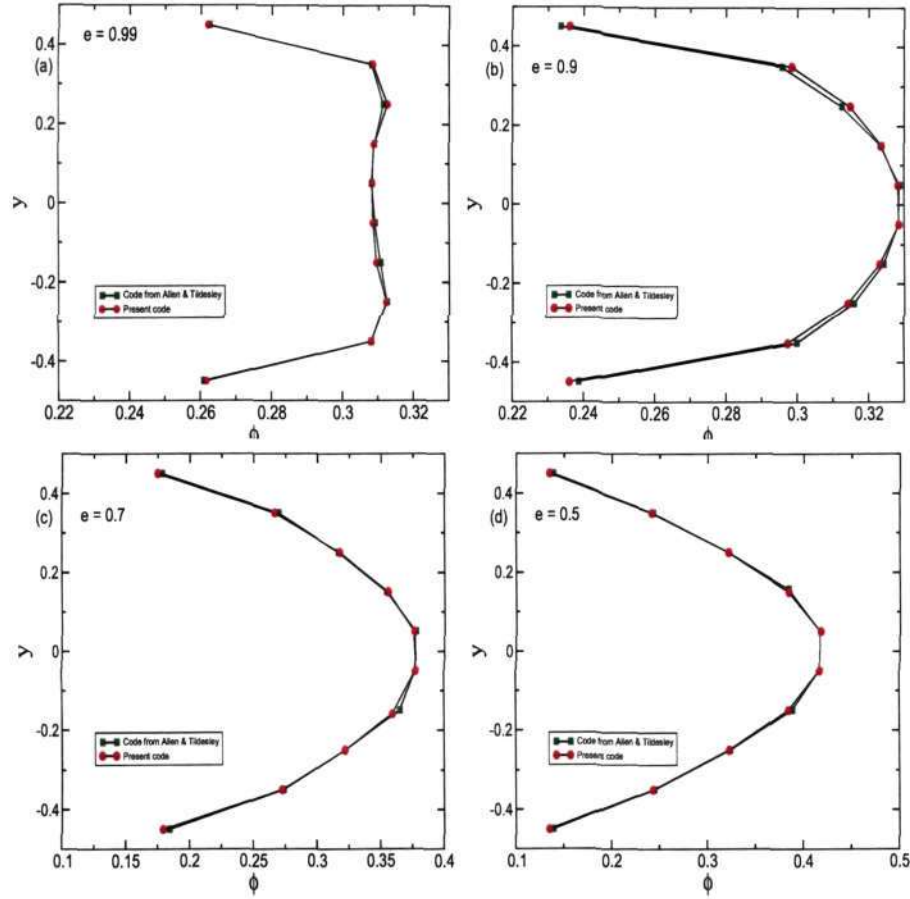 e = 0.99
(a)
0.4
0.2
0
-0.2
-0.4
y
Code from Allen & Tildesley
Present code
0.22
0.24
0.26
0.28
0.3
0.32
ϕ
(b)
e = 0.9
0.4
0.2
0
-0.2
-0.4
y
Code from Allen & Tildesley
Present code
0.22
0.24
0.26
0.28
0.3
0.32
ϕ
(c)
e = 0.7
0.4
0.2
0
-0.2
-0.4
y
Code from Allen & Tildesley
Present code
0.1
0.15
0.2
0.25
0.3
0.35
0.4
ϕ
(d)
e = 0.5
0.4
0.2
0
-0.2
-0.4
y
Code from Allen & Tildesley
Present code
0.1
0.2
0.3
0.4
0.5
ϕ